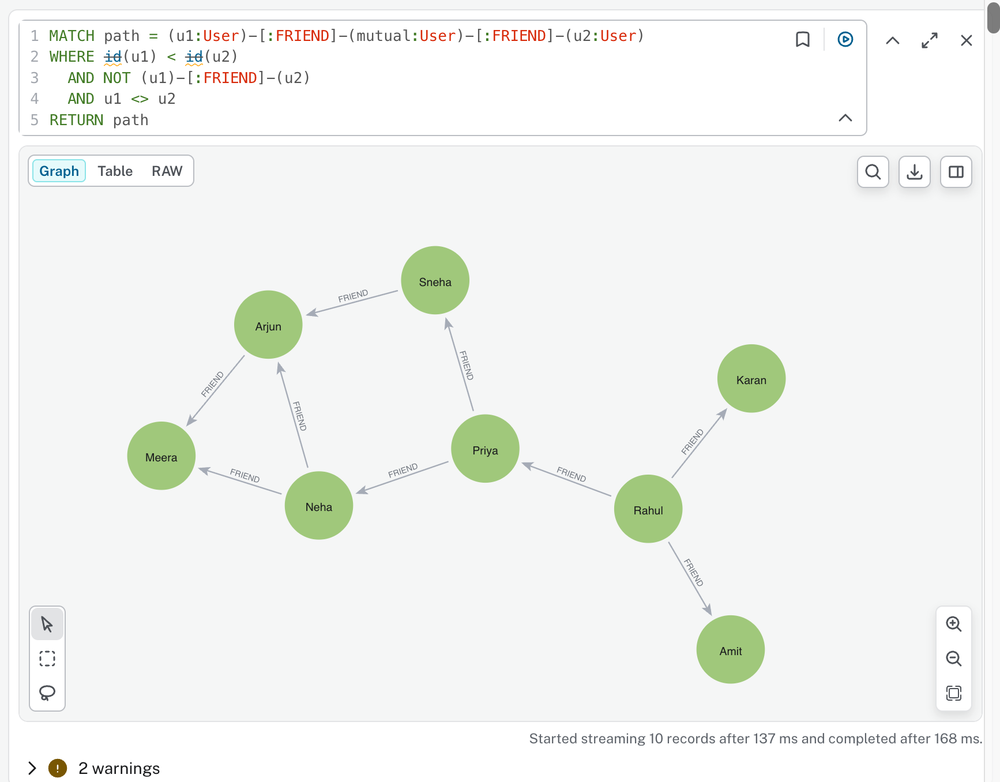 1 MATCH path = (u1:User)-[:FRIEND]-(mutual:User)-[:FRIEND]-(u2:User)
2 WHERE id(u1) < id(u2)
3   AND NOT (u1)-[:FRIEND]-(u2)
4   AND u1 <> u2
5 RETURN path
Graph Table RAW
Sneha
FRIEND
Arjun
FRIEND
Karan
FRIEND
FRIEND
FRIEND
Priya
Meera
FRIEND
FRIEND
FRIEND
Neha
Rahul
FRIEND
Amit
Started streaming 10 records after 137 ms and completed after 168 ms.
2 warnings